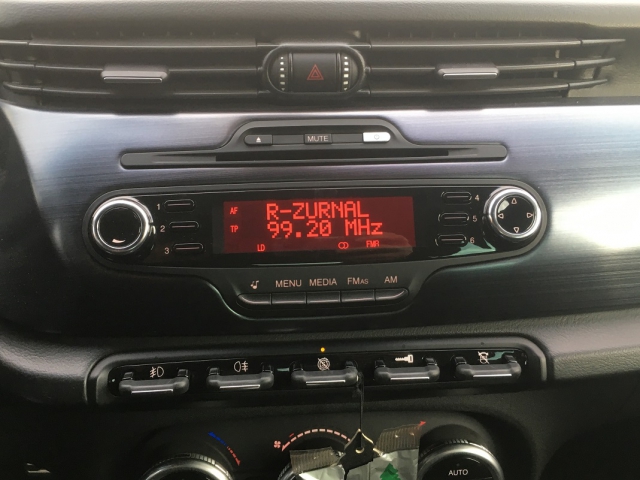 MUTE
AF R-ZURNAL
TP 99.20 MHz
LD FMA
1
2
3
4
5
6
MENU MEDIA FMAS AM
AUTO